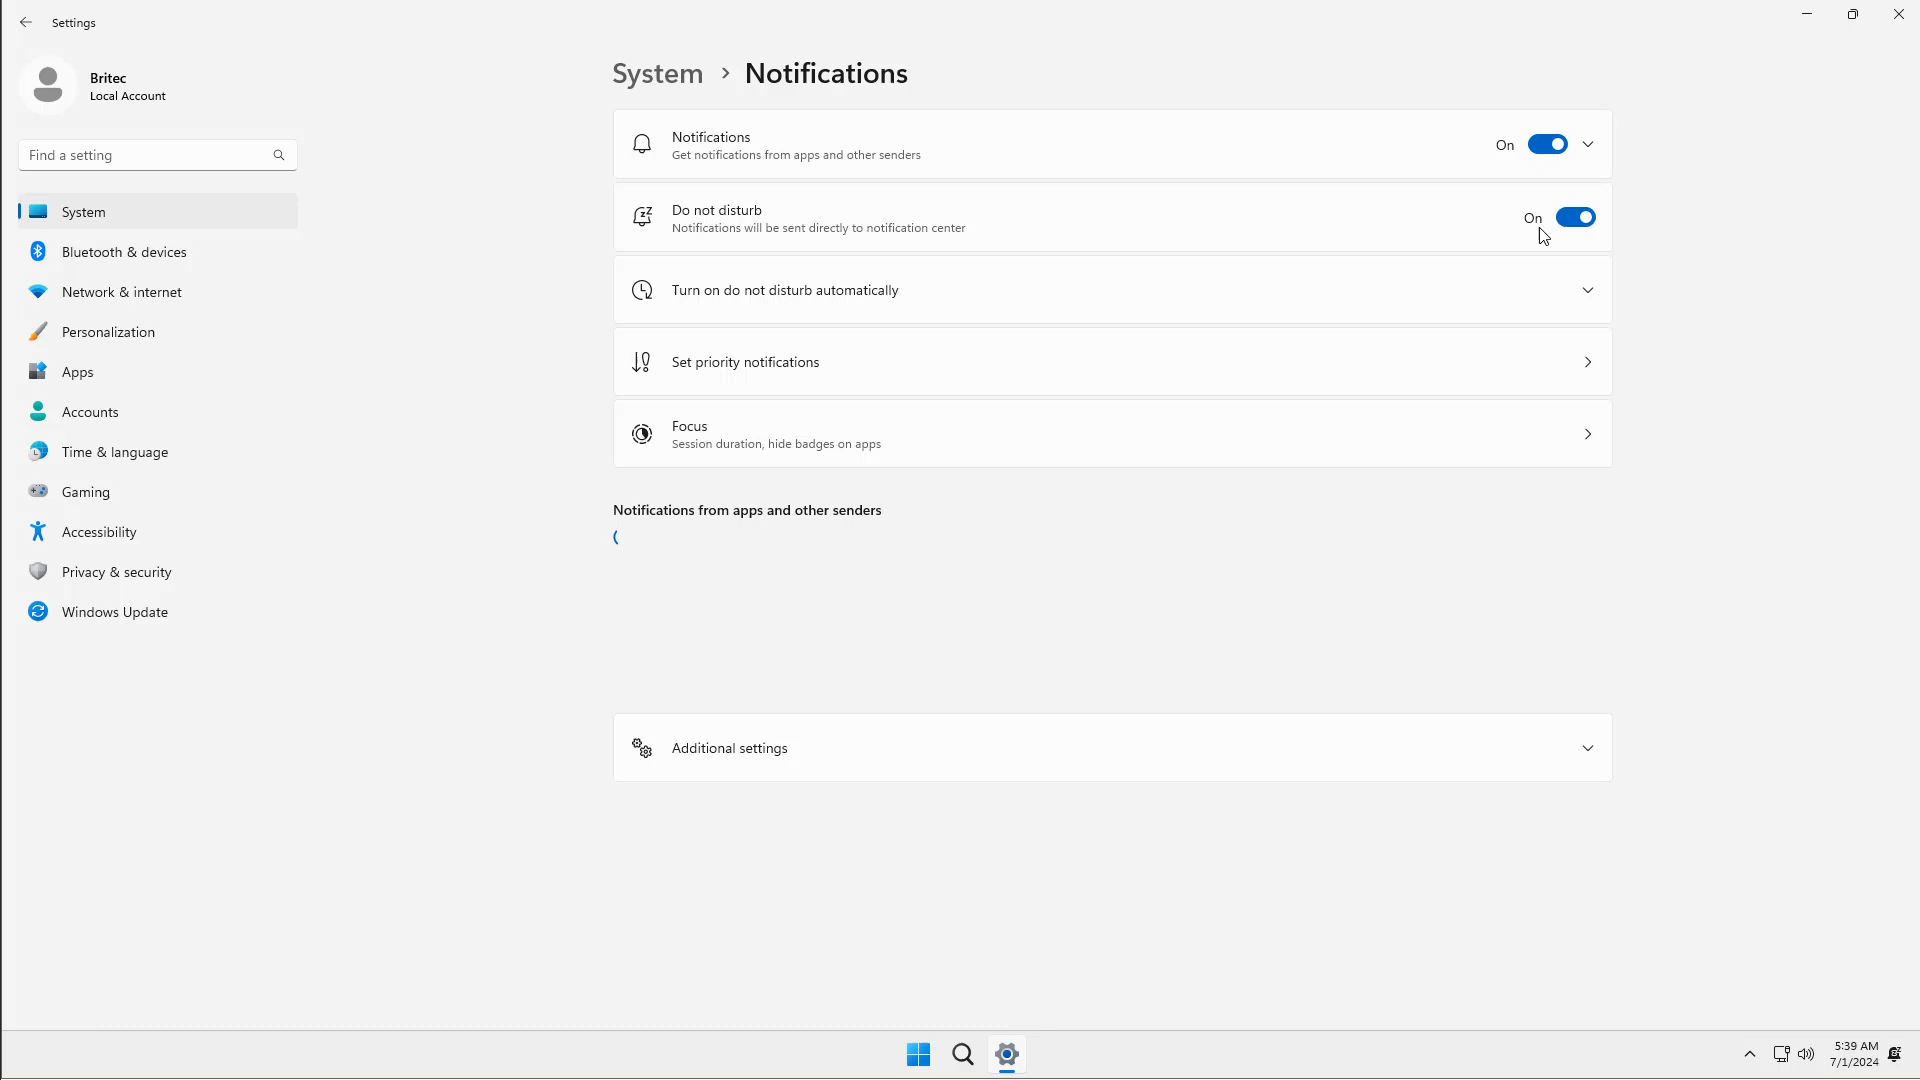 Settings
Britec
Local Account
Find a setting
System
Bluetooth & devices
Network & internet
Personalization
Apps
Accounts
Time & language
Gaming
Accessibility
Privacy & security
Windows Update
System › Notifications
Notifications
Get notifications from apps and other senders
On
Do not disturb
Notifications will be sent directly to notification center
On
Turn on do not disturb automatically
Set priority notifications
Focus
Session duration, hide badges on apps
Notifications from apps and other senders
Additional settings
5:39 AM
7/1/2024